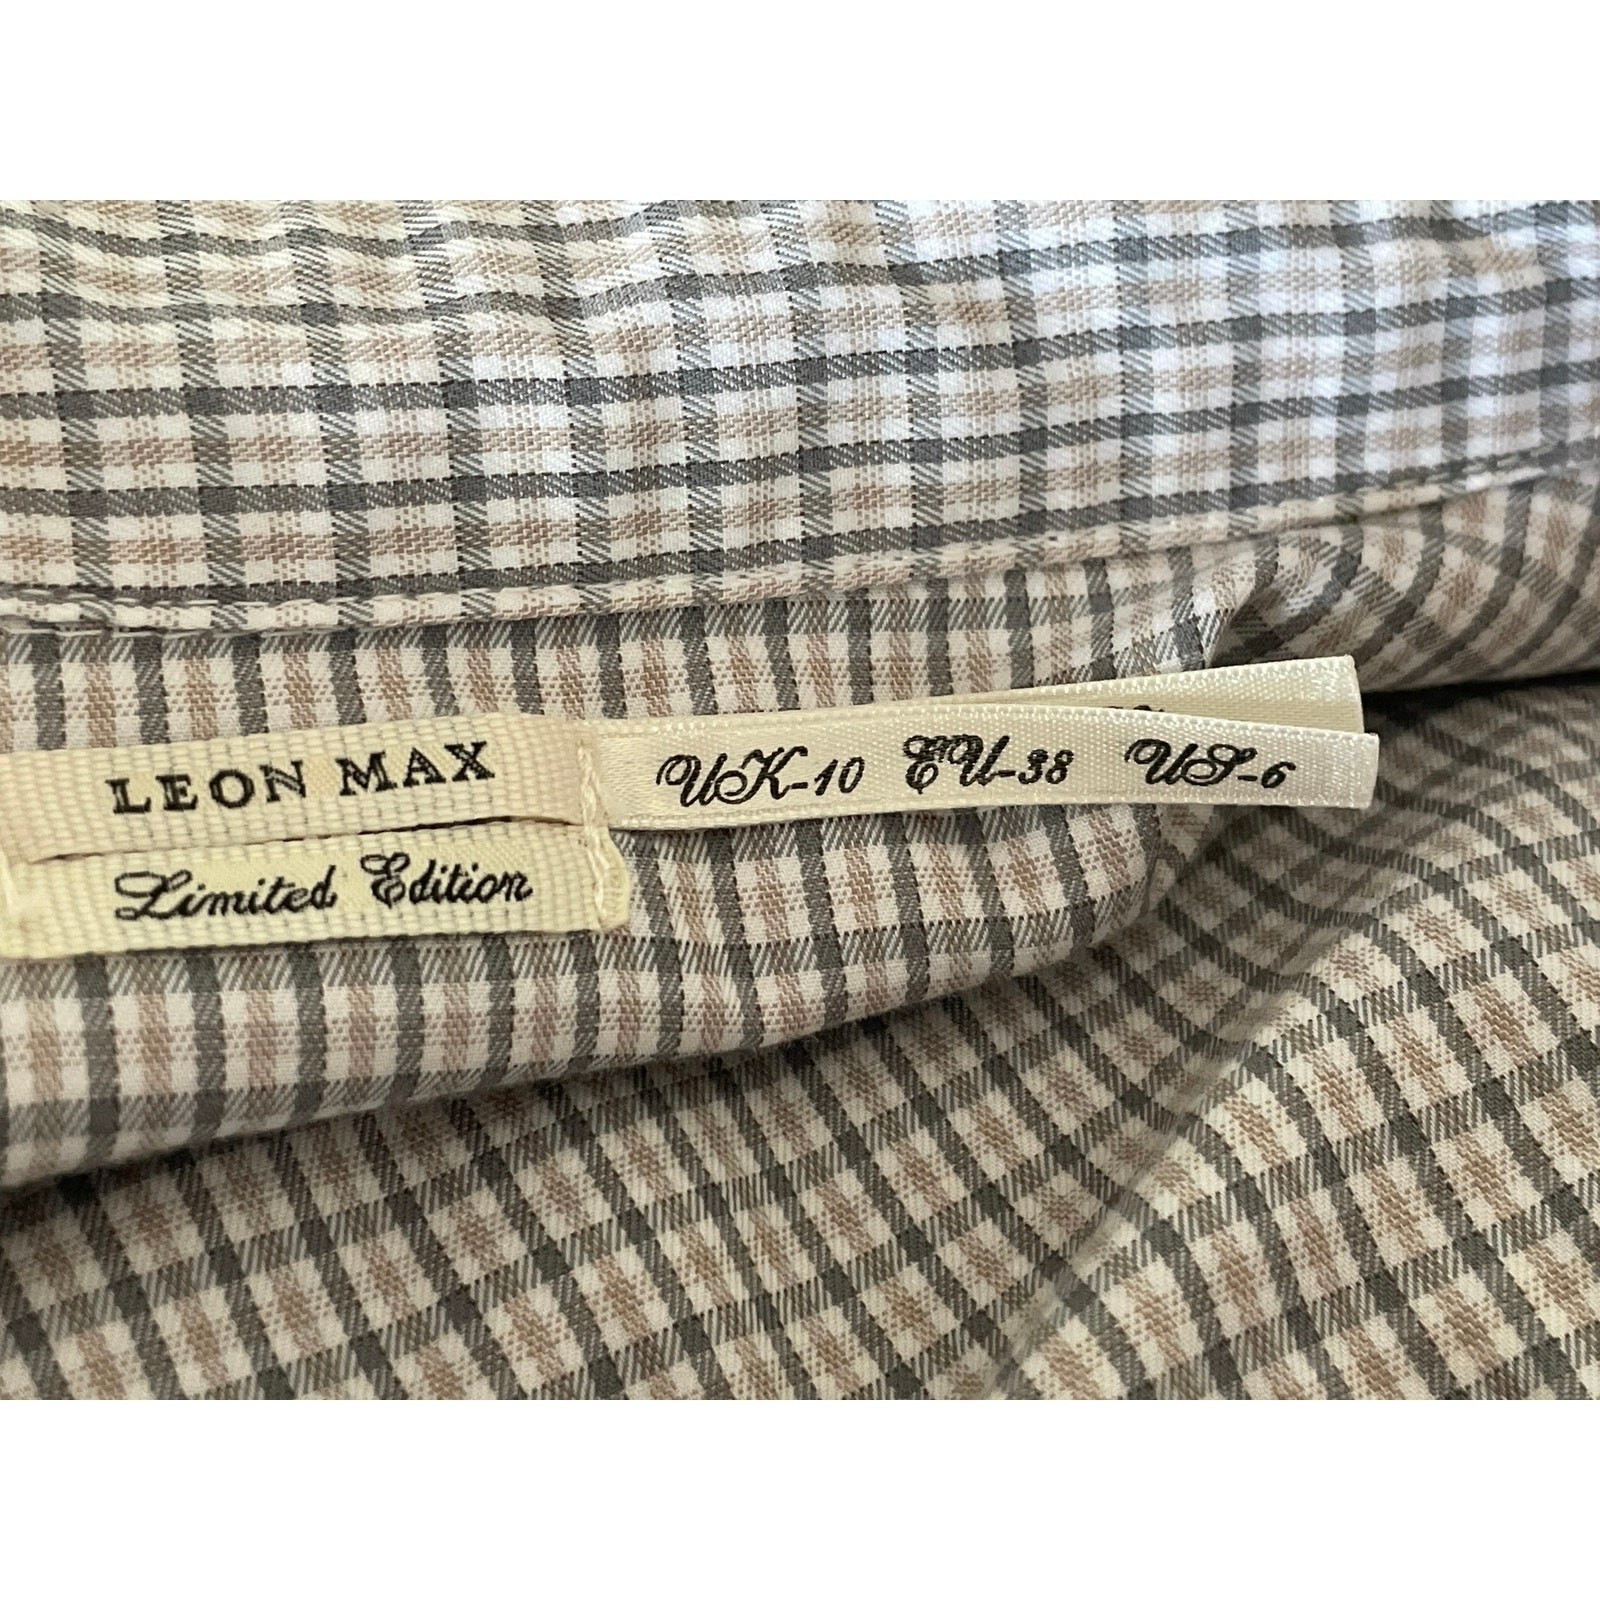 LEON MAX
UK-10 EU-38 US-6
Limited Edition